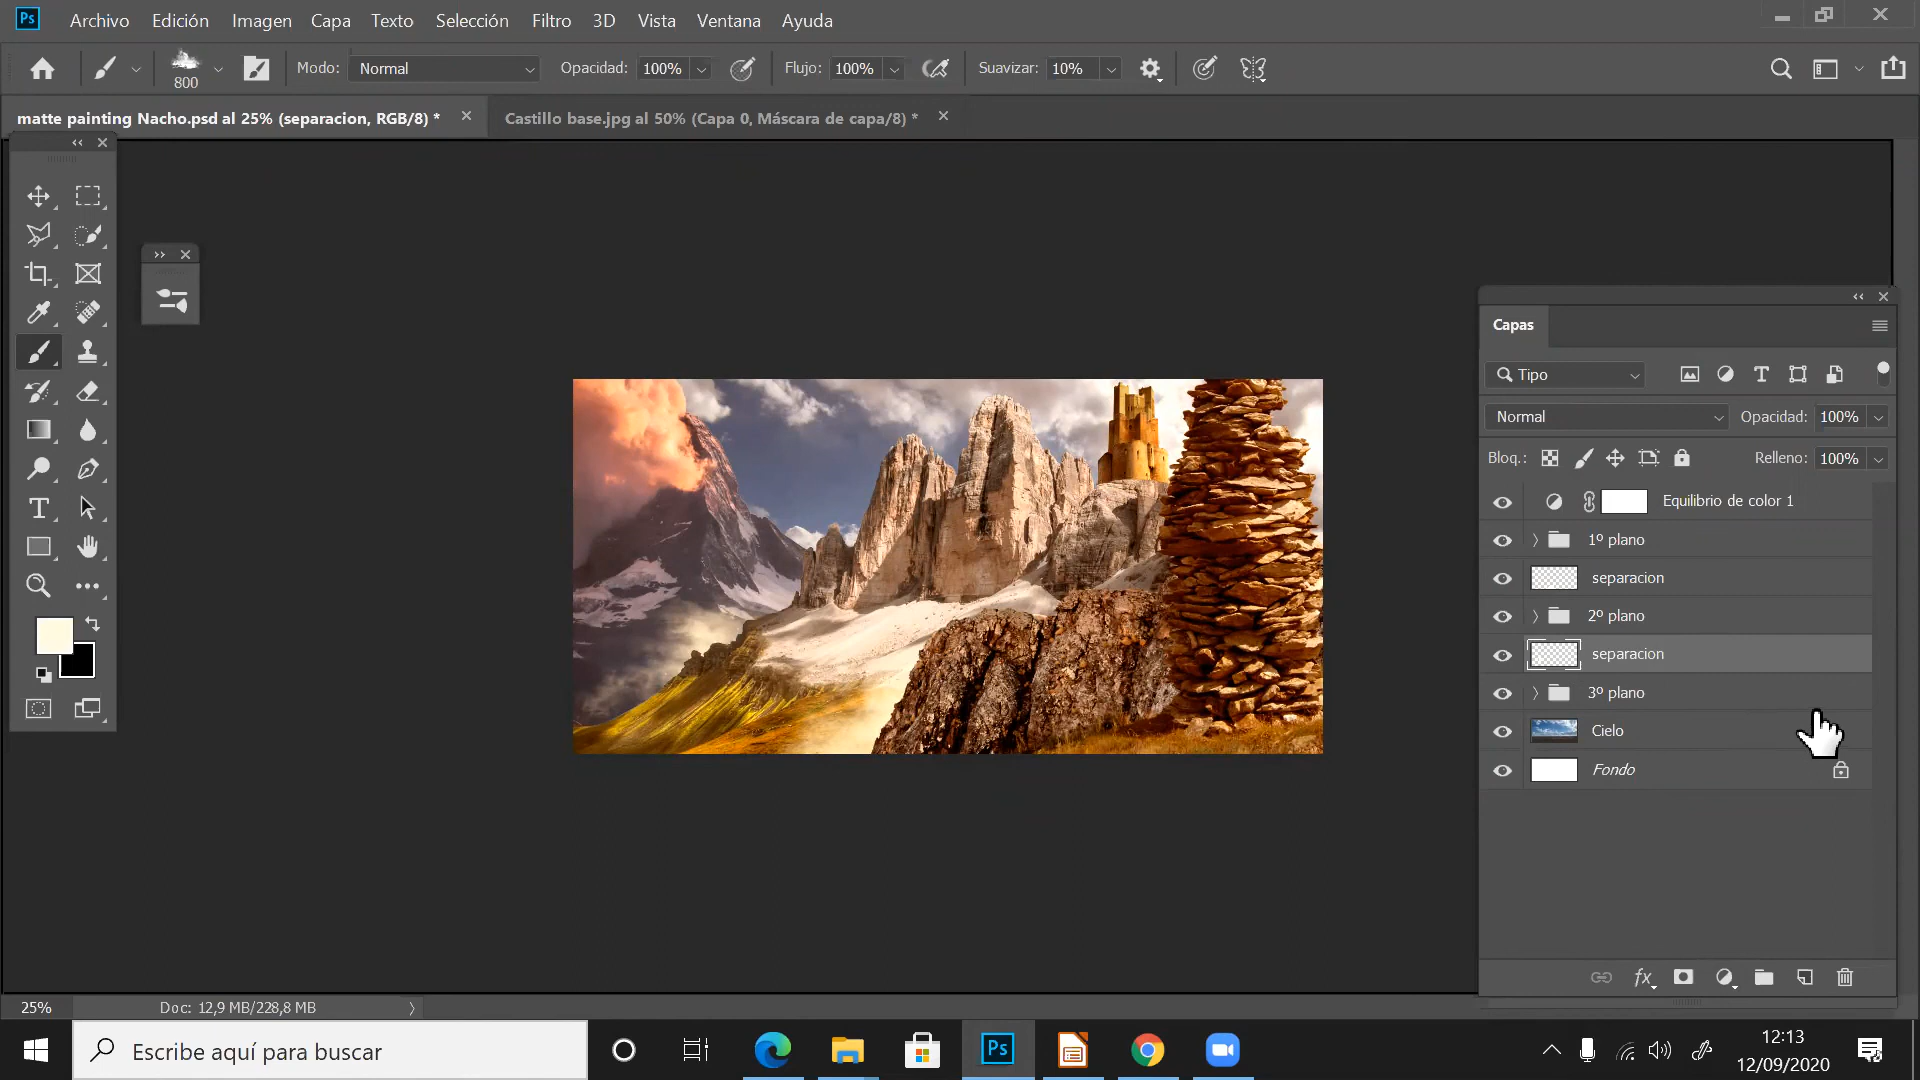 Ps Archivo Edición Imagen Capa Texto Selección Filtro 3D Vista Ventana Ayuda
800 Modo: Normal Opacidad: 100% Flujo: 100% Suavizar: 10%
matte painting Nacho.psd al 25% (separacion, RGB/8) *
Castillo base.jpg al 50% (Capa 0, Máscara de capa/8) *
Capas
Tipo
Normal Opacidad: 100%
Bloq.: Relleno: 100%
Equilibrio de color 1
1º plano
separacion
2º plano
separacion
3º plano
Cielo
Fondo
fx
25% Doc: 12,9 MB/228,8 MB
Escribe aquí para buscar
Ps
12:13
12/09/2020